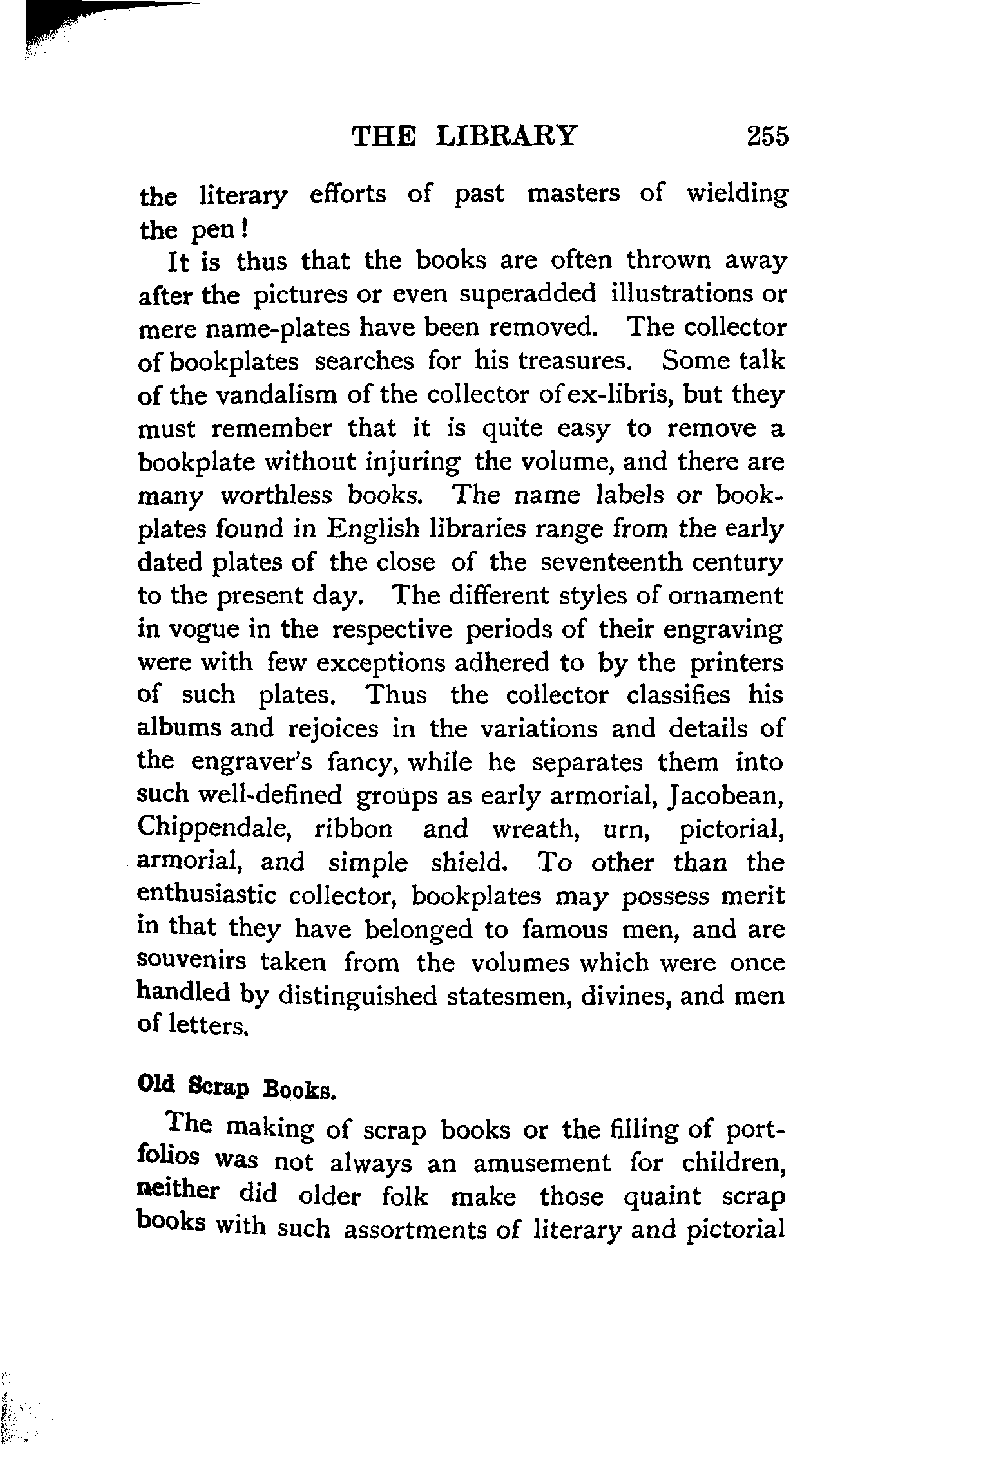 THE LIBRARY 255
the literary efforts of past masters of wielding
the pen!
It is thus that the books are often thrown away
after the pictures or even superadded illustrations or
mere name-plates have been removed. The collector
of bookplates searches for his treasures. Some talk
of the vandalism of the collector of ex-libris, but they
must remember that it is quite easy to remove a
bookplate without injuring the volume, and there are
many worthless books. The name labels or book-
plates found in English libraries range from the early
dated plates of the close of the seventeenth century
to the present day. The different styles of ornament
in vogue in the respective periods of their engraving
were with few exceptions adhered to by the printers
of such plates. Thus the collector classifies his
albums and rejoices in the variations and details of
the engraver's fancy, while he separates them into
such well-defined groups as early armorial, Jacobean,
Chippendale, ribbon and wreath, urn, pictorial,
armorial, and simple shield. To other than the
enthusiastic collector, bookplates may possess merit
in that they have belonged to famous men, and are
souvenirs taken from the volumes which were once
handled by distinguished statesmen, divines, and men
of letters.
Old Scrap Books.
The making of scrap books or the filling of port-
folios was not always an amusement for children,
neither did older folk make those quaint scrap
books with such assortments of literary and pictorial